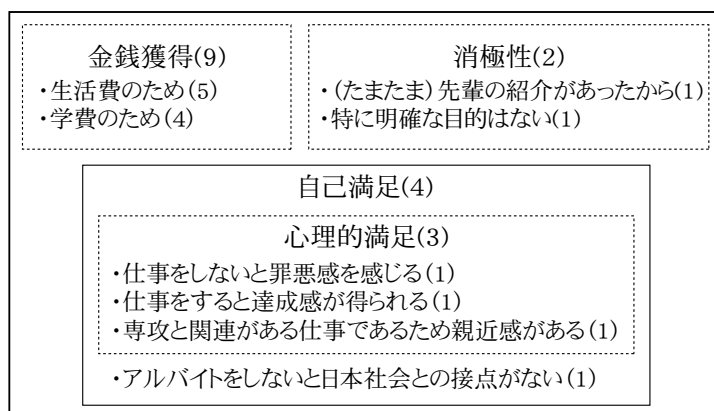 金銭獲得(9)
・生活費のため(5)
・学費のため(4)
消極性(2)
・(たまたま)先輩の紹介があったから(1)
・特に明確な目的はない(1)
自己満足(4)
心理的満足(3)
・仕事をしないと罪悪感を感じる(1)
・仕事をすると達成感が得られる(1)
・専攻と関連がある仕事であるため親近感がある(1)
・アルバイトをしないと日本社会との接点がない(1)